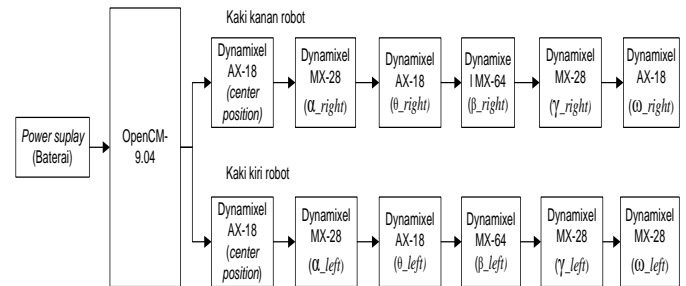 Kaki kanan robot
Dynamixel
AX-18
(center
position)
Dynamixel
MX-28
(α_right)
Dynamixel
AX-18
(θ_right)
Dynamixe
l MX-64
(β_right)
Dynamixel
MX-28
(γ_right)
Dynamixel
AX-18
(ω_right)
Power suplay
(Baterai)
OpenCM-
9.04
Kaki kiri robot
Dynamixel
AX-18
(center
position)
Dynamixel
MX-28
(α_left)
Dynamixel
AX-18
(θ_left)
Dynamixel
MX-64
(β_left)
Dynamixel
MX-28
(γ_left)
Dynamixel
MX-28
(ω_left)